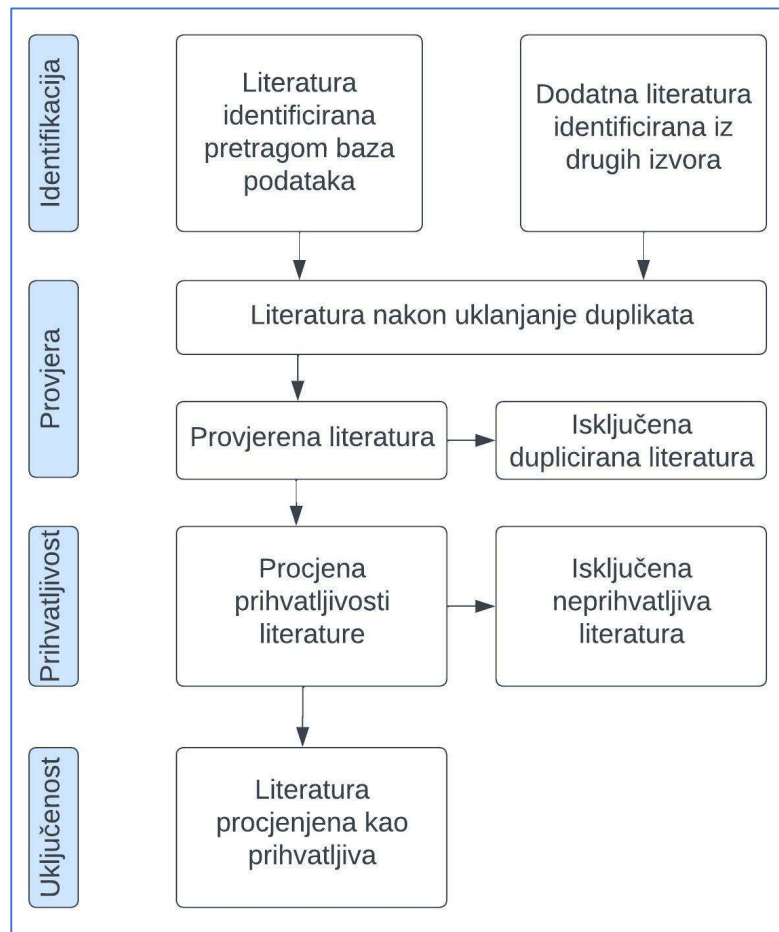 Identifikacija
Literatura
identificirana
pretragom baza
podataka
Dodatna literatura
identificirana iz
drugih izvora
Provjera
Literatura nakon uklanjanje duplikata
Provjerena literatura
Isključena
duplicirana literatura
Prihvatljivost
Procjena
prihvatljivosti
literature
Isključena
neprihvatljiva
literatura
Uključenost
Literatura
procjenjena kao
prihvatljiva